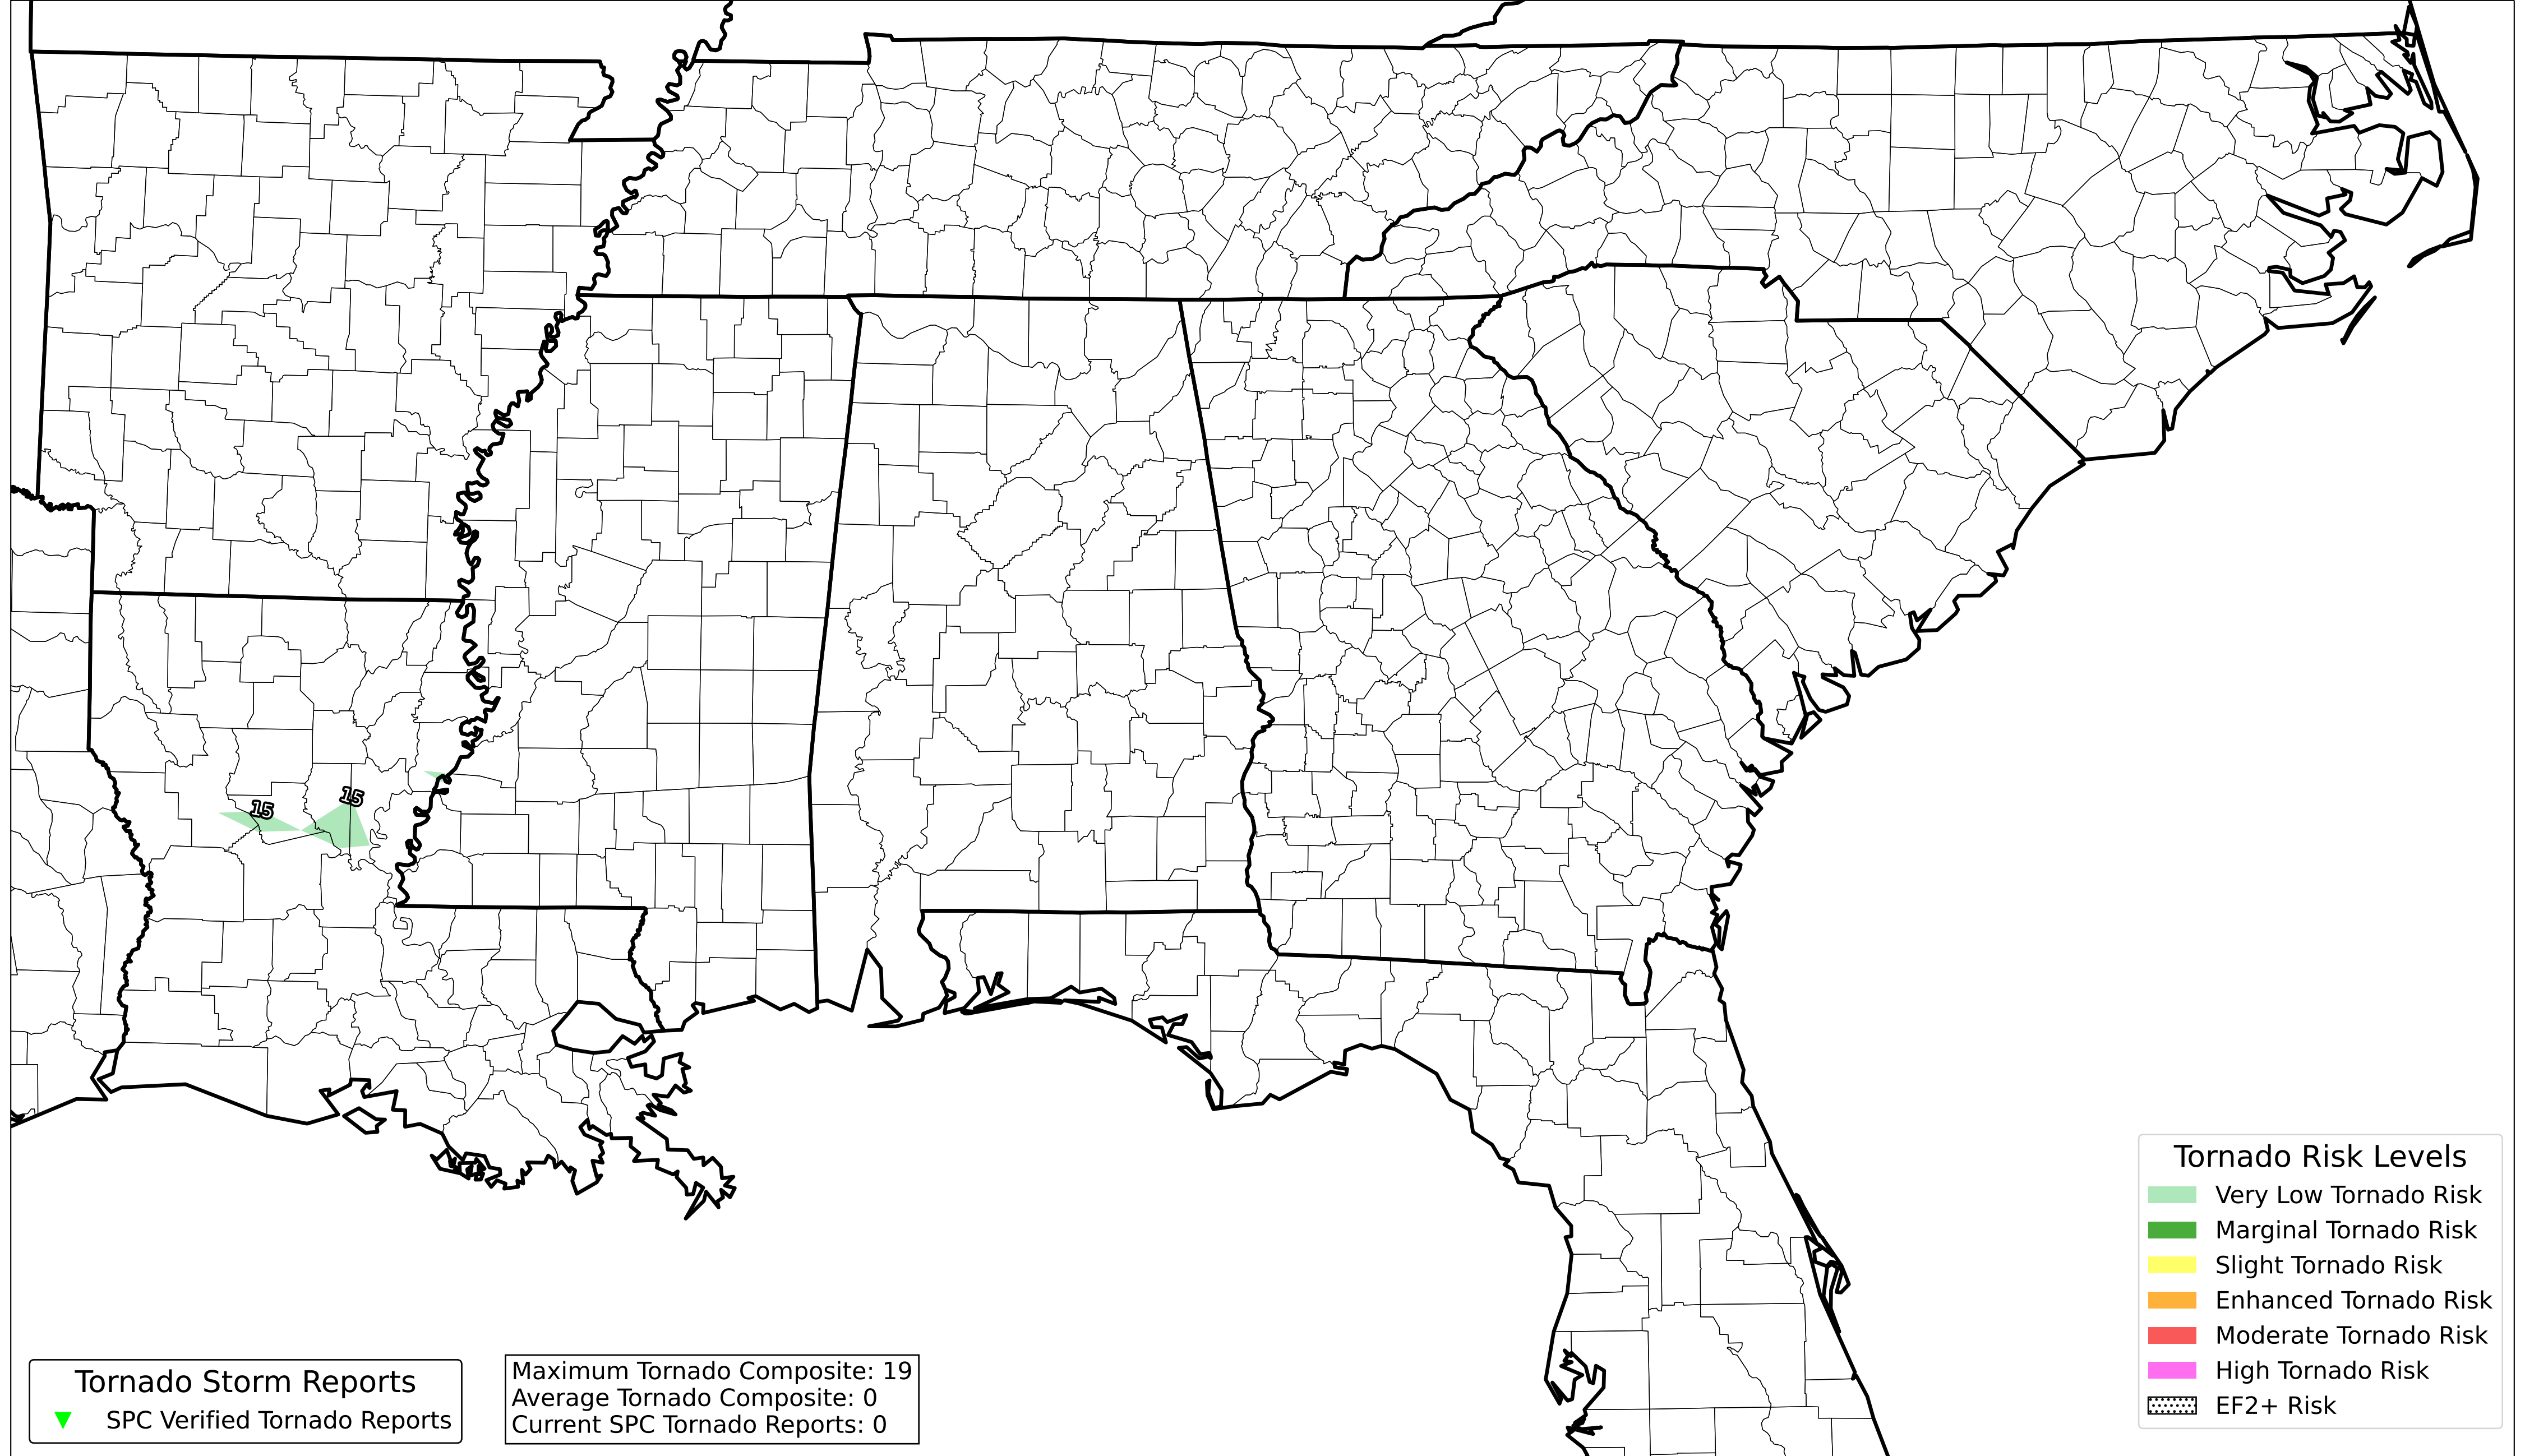 15
15
Tornado Risk Levels
Very Low Tornado Risk
Marginal Tornado Risk
Slight Tornado Risk
Enhanced Tornado Risk
Moderate Tornado Risk
High Tornado Risk
EF2+ Risk
Tornado Storm Reports
SPC Verified Tornado Reports
Maximum Tornado Composite: 19
Average Tornado Composite: 0
Current SPC Tornado Reports: 0